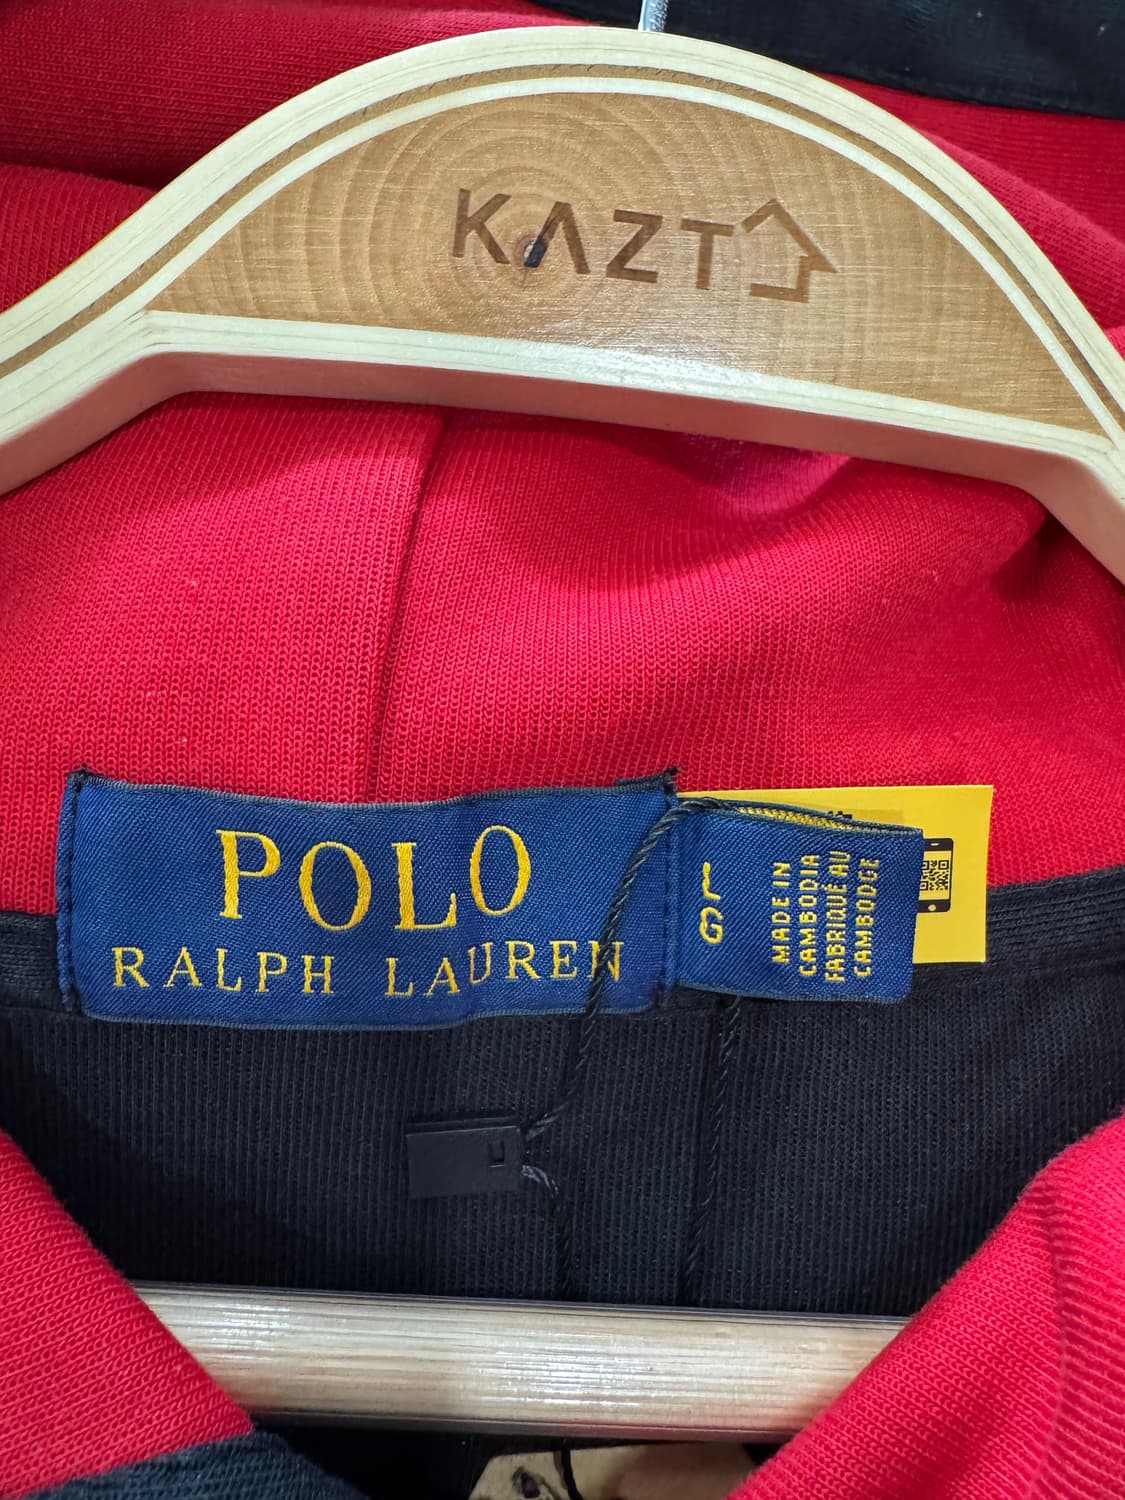 KAZT
POLO
RALPH LAUREN
L
G
MADE IN
CAMBODIA
FABRIQUÉ AU
CAMBODGE